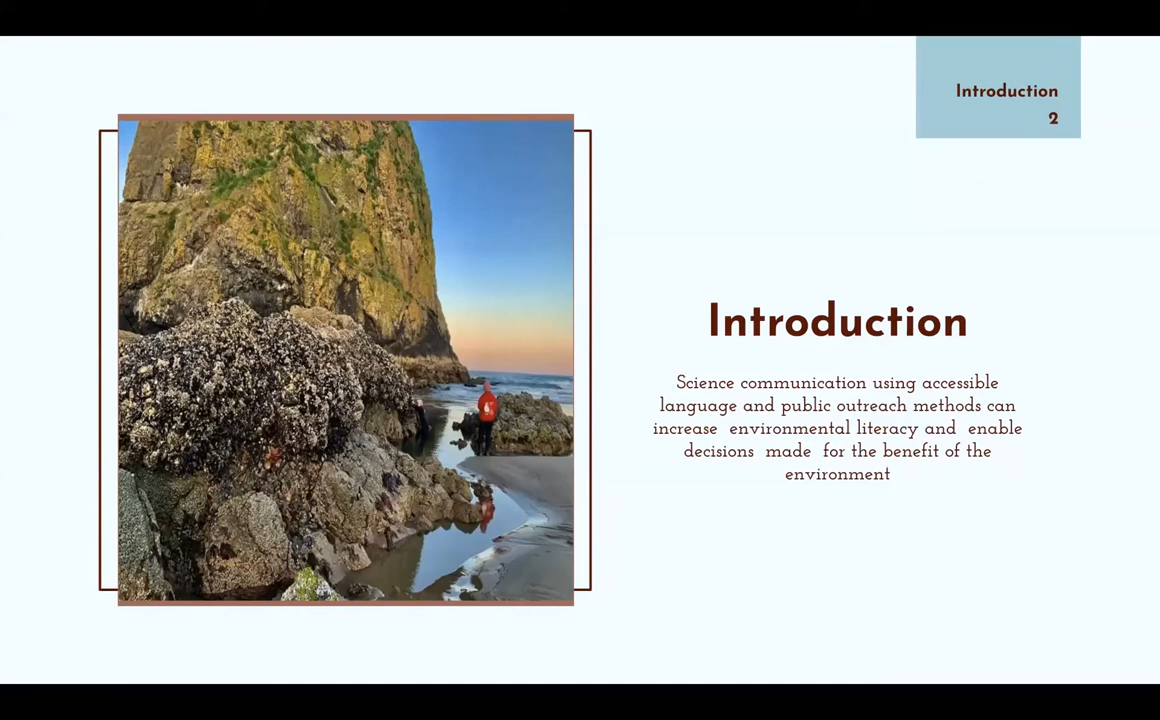 Introduction
2
Introduction
Science communication using accessible
language and public outreach methods can
increase  environmental literacy and  enable
decisions  made  for the benefit of the
environment